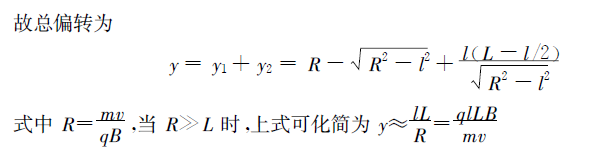 故总偏转为
y = y₁ + y₂ = R − √(R² − l²) + l(L − l/2)/√(R² − l²)
式中 R=mv/qB,当 R≫L 时,上式可化简为 y≈lL/R=qlLB/mv